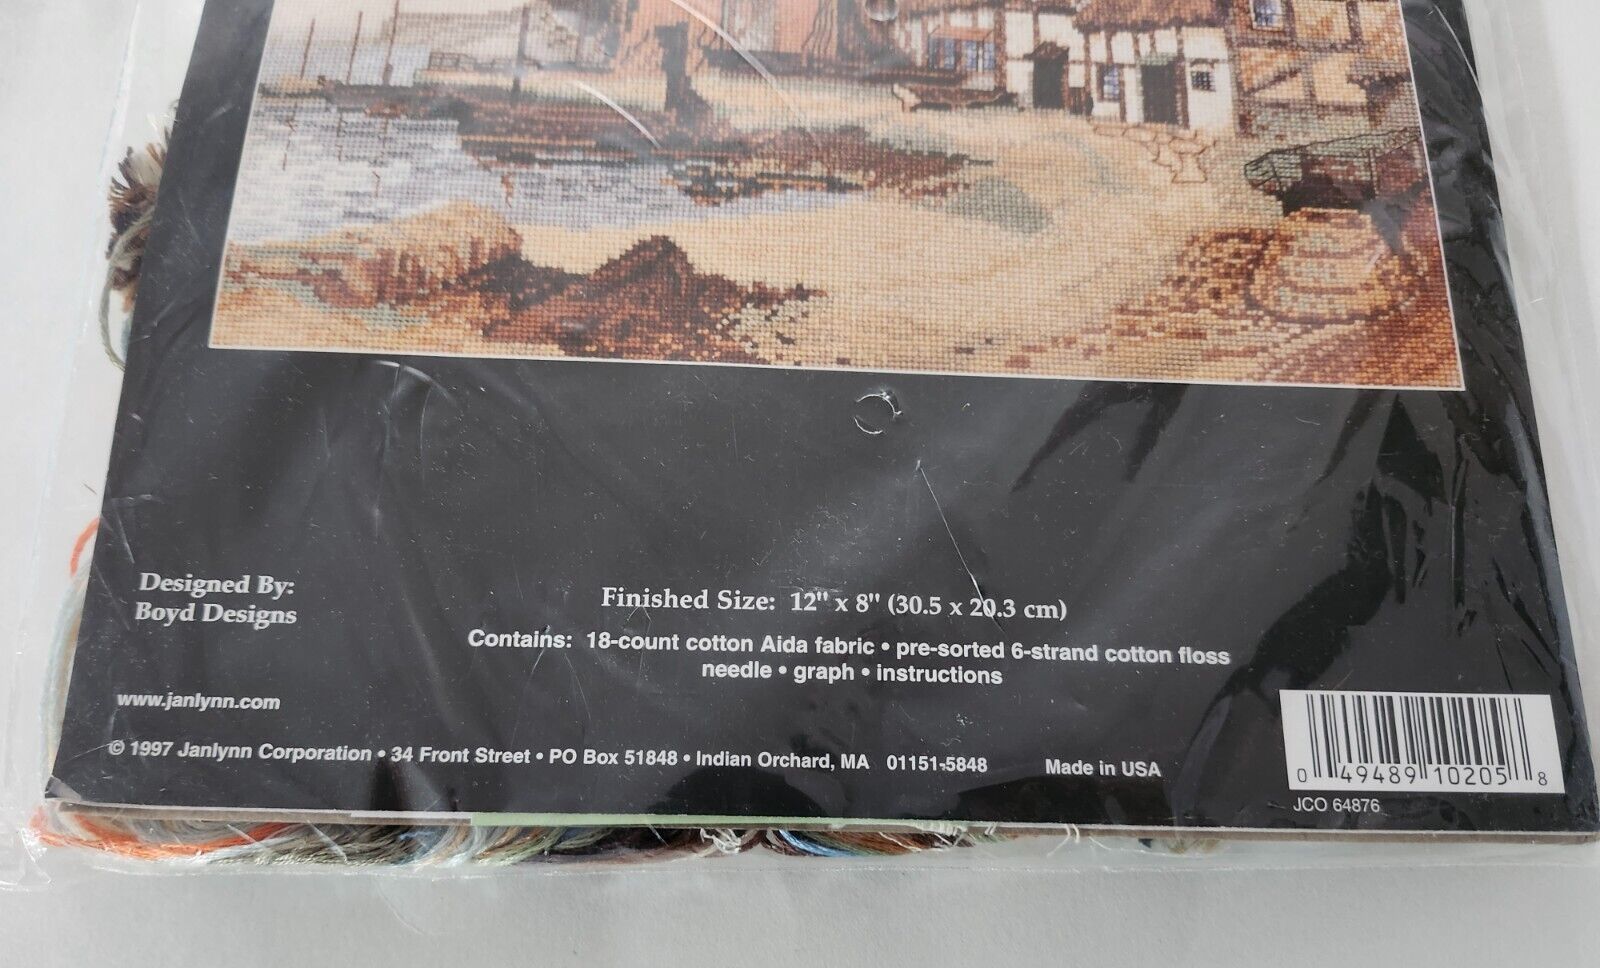 Designed By:
Boyd Designs
Finished Size: 12" x 8" (30.5 x 20.3 cm)
Contains: 18-count cotton Aida fabric • pre-sorted 6-strand cotton floss
needle • graph • instructions
www.janlynn.com
© 1997 Janlynn Corporation • 34 Front Street • PO Box 51848 • Indian Orchard, MA 01151-5848
Made in USA
0 49489 10205 8
JCO 64876